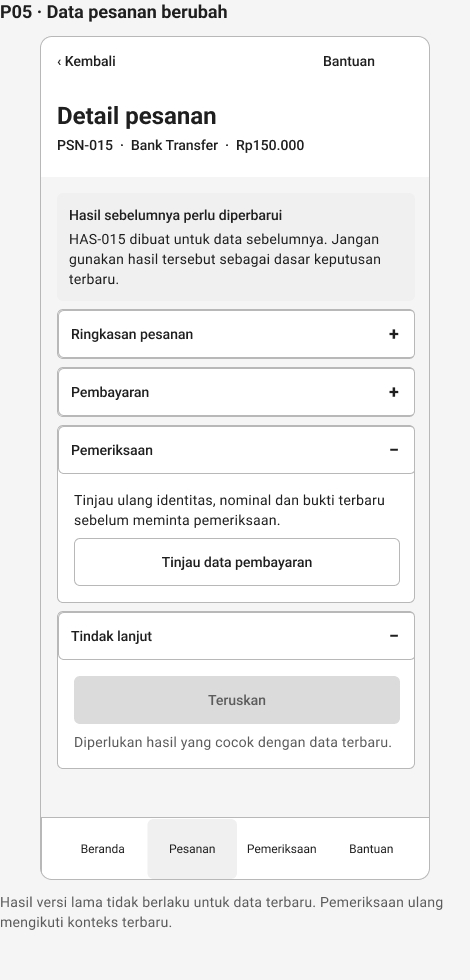 P05 · Data pesanan berubah
‹ Kembali
Bantuan
Detail pesanan
PSN-015 · Bank Transfer · Rp150.000
Hasil sebelumnya perlu diperbarui
HAS-015 dibuat untuk data sebelumnya. Jangan
gunakan hasil tersebut sebagai dasar keputusan
terbaru.
Ringkasan pesanan +
Pembayaran +
Pemeriksaan −
Tinjau ulang identitas, nominal dan bukti terbaru
sebelum meminta pemeriksaan.
Tinjau data pembayaran
Tindak lanjut −
Teruskan
Diperlukan hasil yang cocok dengan data terbaru.
Beranda
Pesanan
Pemeriksaan
Bantuan
Hasil versi lama tidak berlaku untuk data terbaru. Pemeriksaan ulang
mengikuti konteks terbaru.